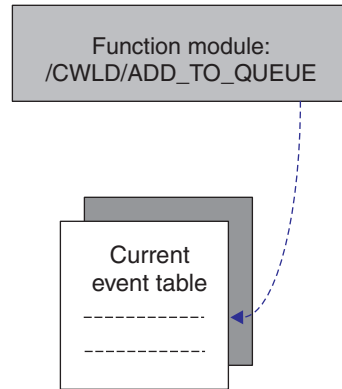 Function module:
/CWLD/ADD_TO_QUEUE
Current
event table